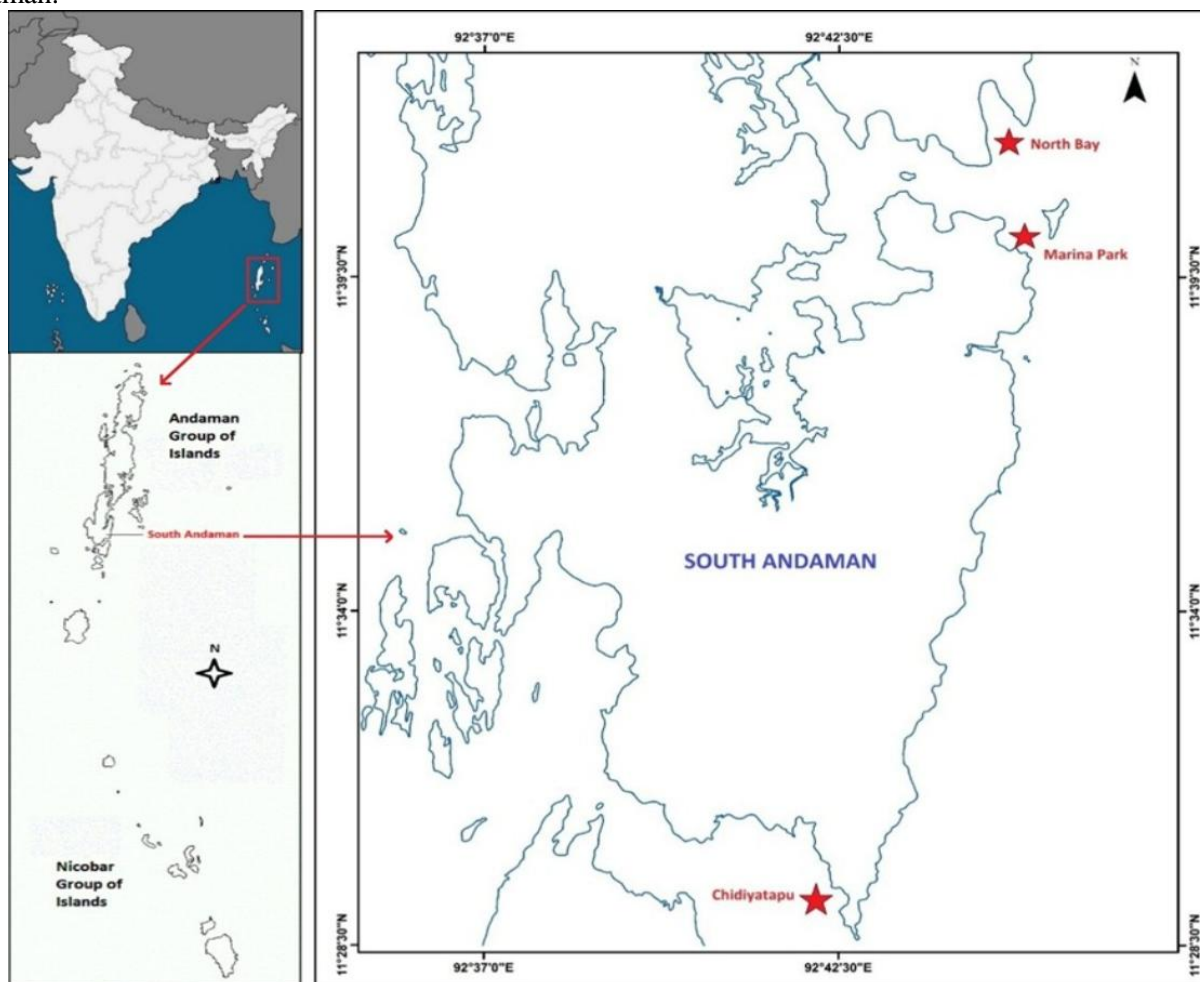 92°37'0"E
92°42'30"E
N
North Bay
Marina Park
11°39'0"N
11°39'0"N
Andaman
Group of
Islands
South Andaman
SOUTH ANDAMAN
11°34'0"N
11°34'0"N
N
Nicobar
Group of
Islands
Chidiyatapu
11°28'30"N
11°28'30"N
92°37'0"E
92°42'30"E